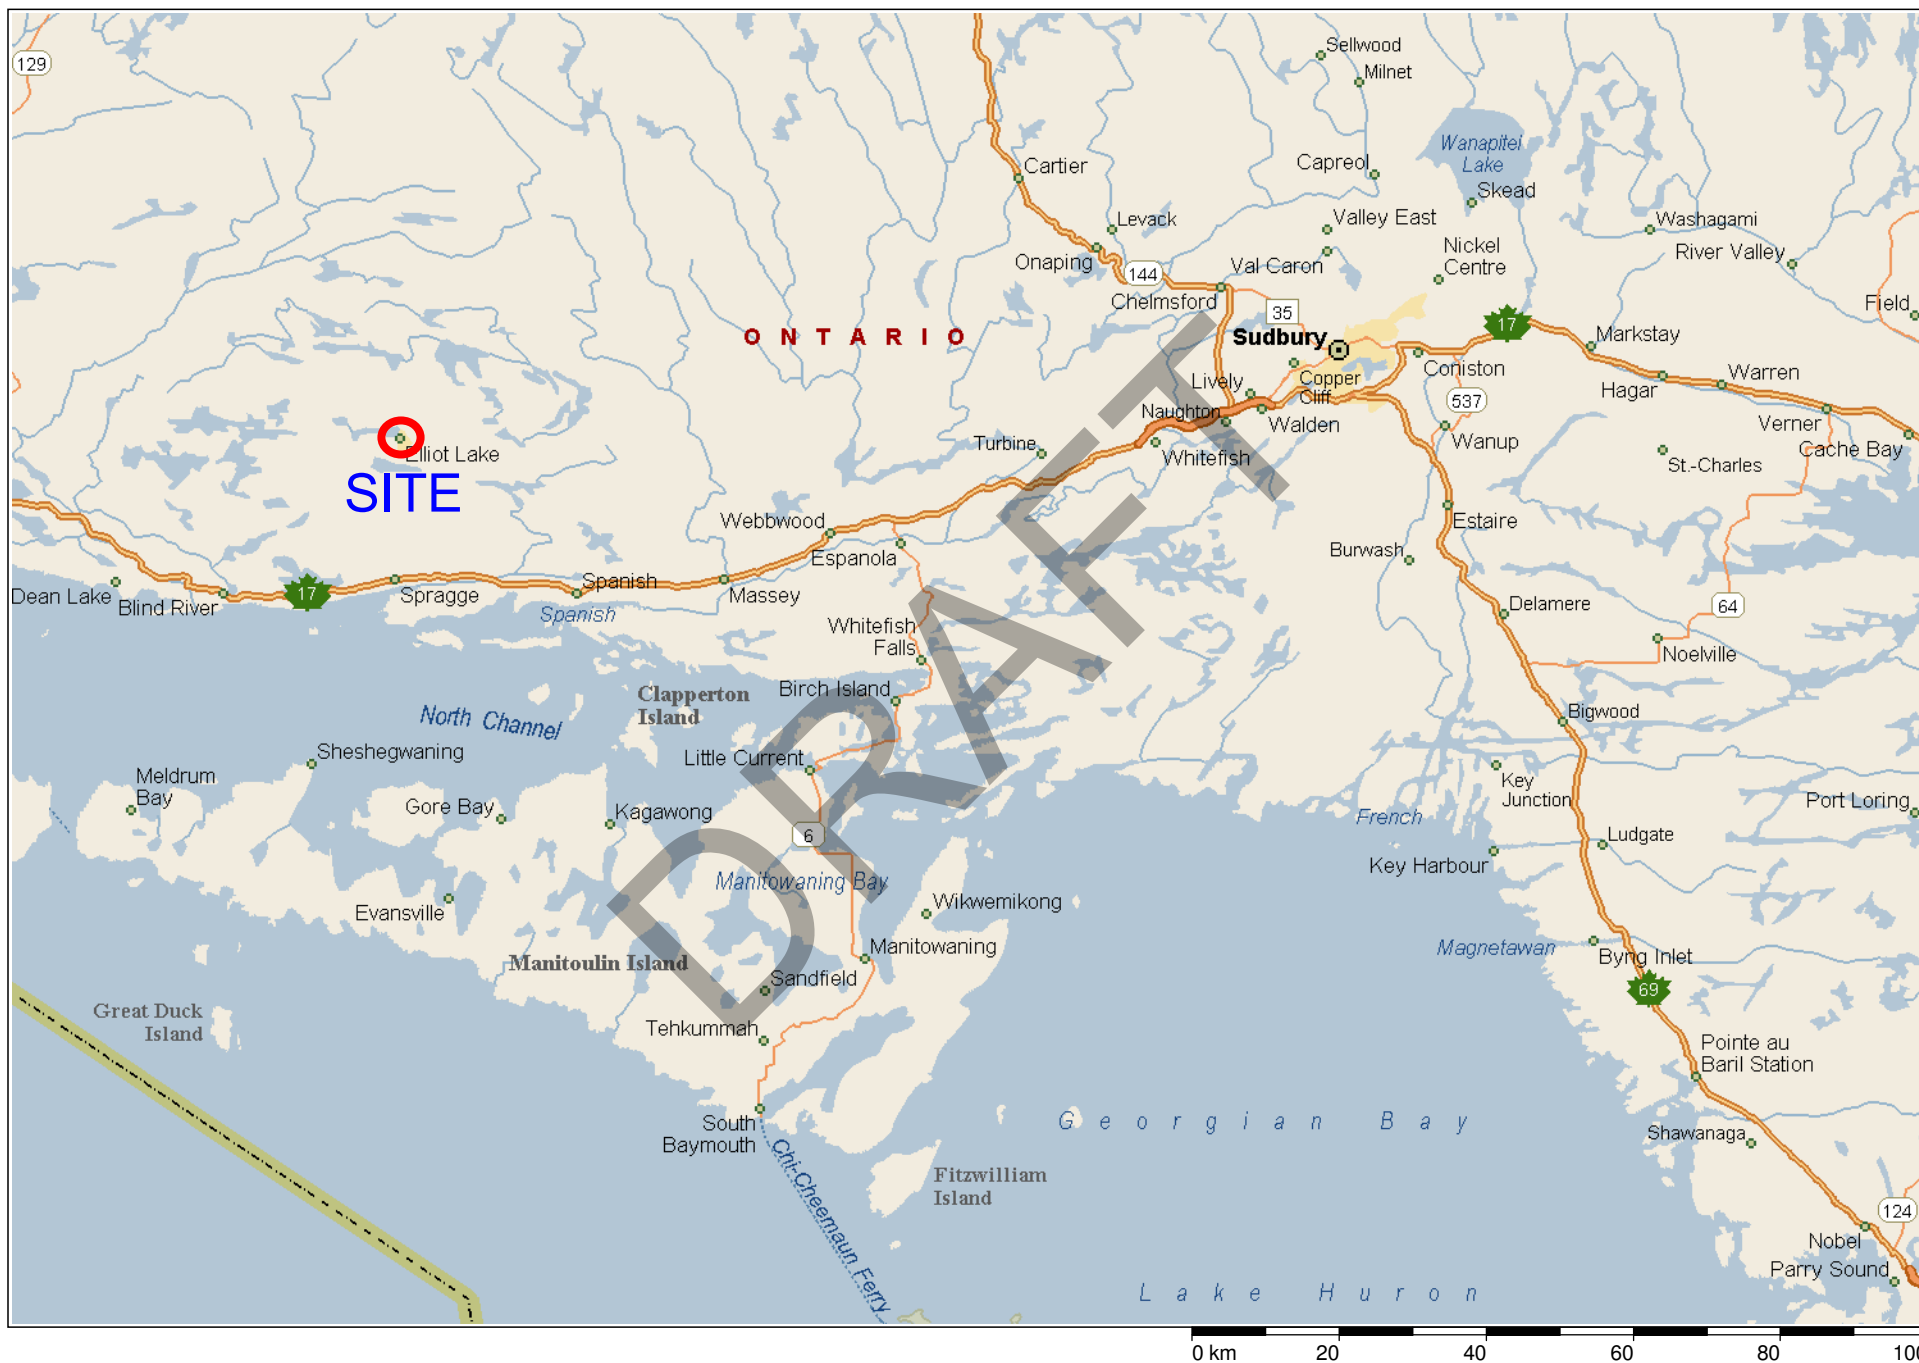 129
Sellwood
Milnet
Wanapitei
Lake
Cartier
Capreol
Skead
Levack
Valley East
Washagami
Onaping
144
Val Caron
Nickel
Centre
River Valley
Chelmsford
35
Field
ONTARIO
Sudbury
17
Markstay
Lively
Copper
Cliff
Coniston
Hagar
Warren
Naughton
Walden
537
Verner
Elliot Lake
SITE
Turbine
Whitefish
Wanup
St.-Charles
Cache Bay
Webbwood
Espanola
Estaire
Burwash
Dean Lake
Blind River
17
Spragge
Spanish
Spanish
Massey
Delamere
64
Whitefish
Falls
Noelville
Clapperton
Island
Birch Island
North Channel
Bigwood
Sheshegwaning
Little Current
Meldrum
Bay
Key
Junction
Gore Bay
Kagawong
6
French
Port Loring
Ludgate
Key Harbour
Manitowaning Bay
Evansville
Wikwemikong
Manitowaning
Magnetawan
Byng Inlet
Manitoulin Island
Sandfield
69
Great Duck
Island
Tehkummah
Pointe au
Baril Station
South
Baymouth
Georgian Bay
Shawanaga
Chi-Cheemaun Ferry
Fitzwilliam
Island
124
Nobel
Parry Sound
Lake Huron
DRAFT
0 km 20 40 60 80 100